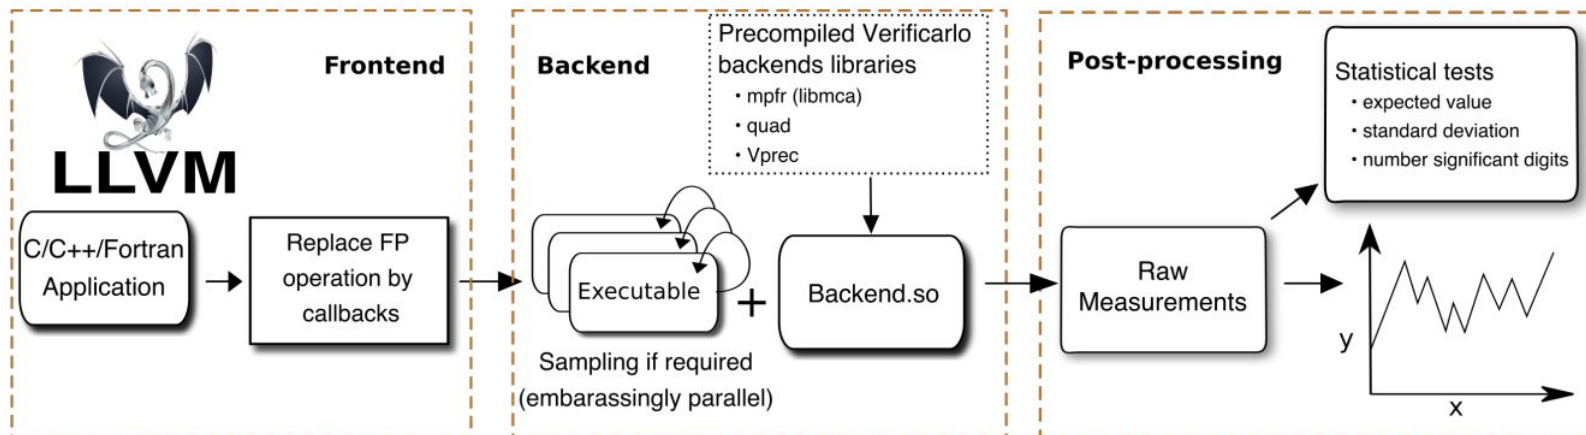 Frontend
LLVM
C/C++/Fortran
Application
Replace FP
operation by
callbacks
Backend
Precompiled Verificarlo
backends libraries
• mpfr (libmca)
• quad
• Vprec
Executable
+
Backend.so
Sampling if required
(embarassingly parallel)
Post-processing
Raw
Measurements
Statistical tests
• expected value
• standard deviation
• number significant digits
y
x